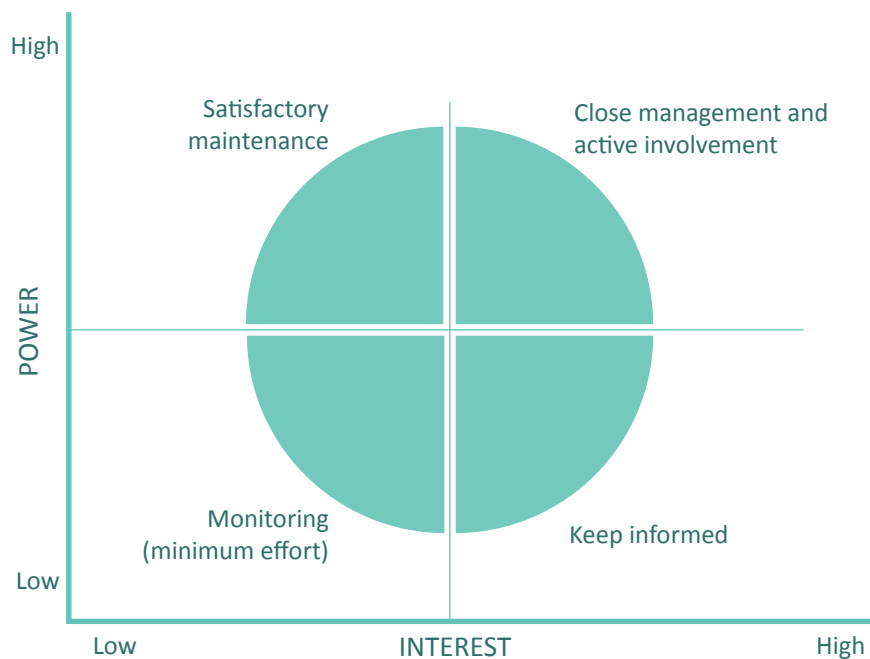 High
Satisfactory
maintenance
Close management and
active involvement
POWER
Monitoring
(minimum effort)
Keep informed
Low
Low
INTEREST
High